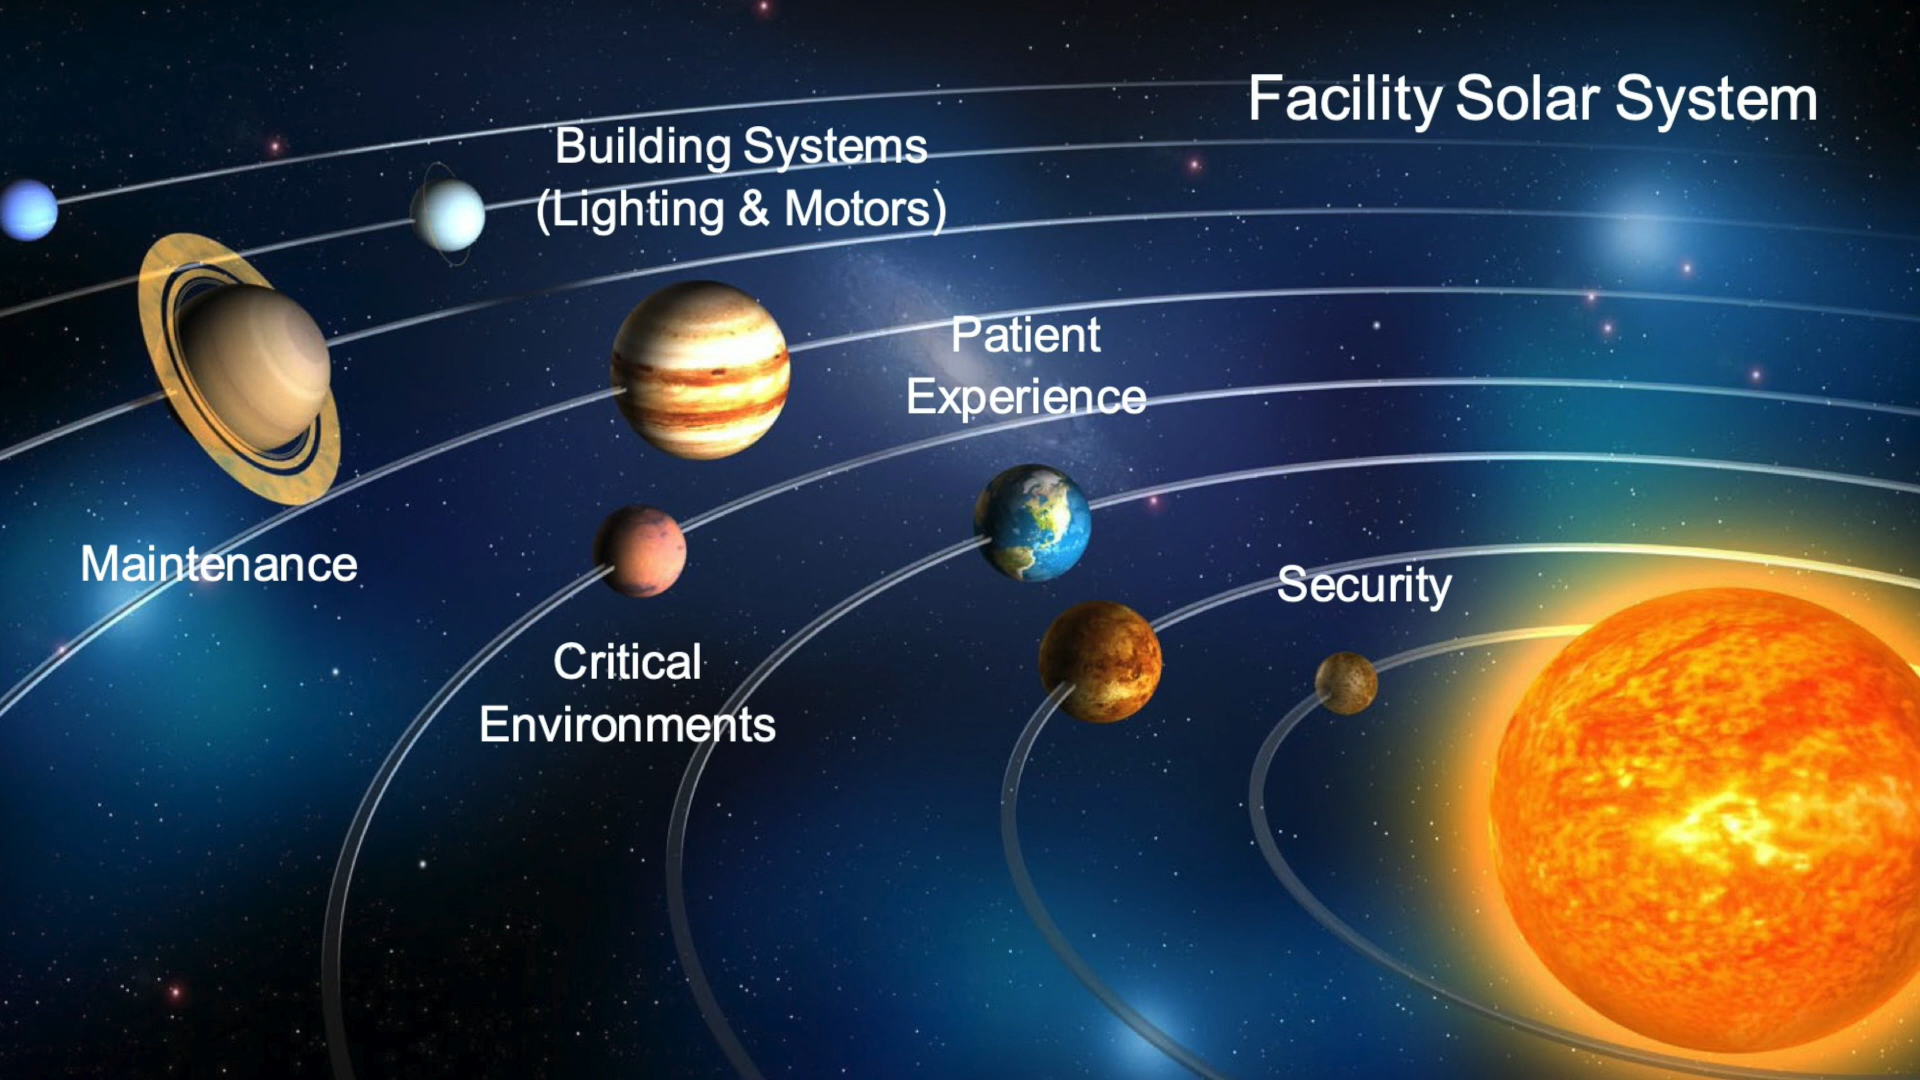 Facility Solar System
Building Systems
(Lighting & Motors)
Patient
Experience
Maintenance
Security
Critical
Environments